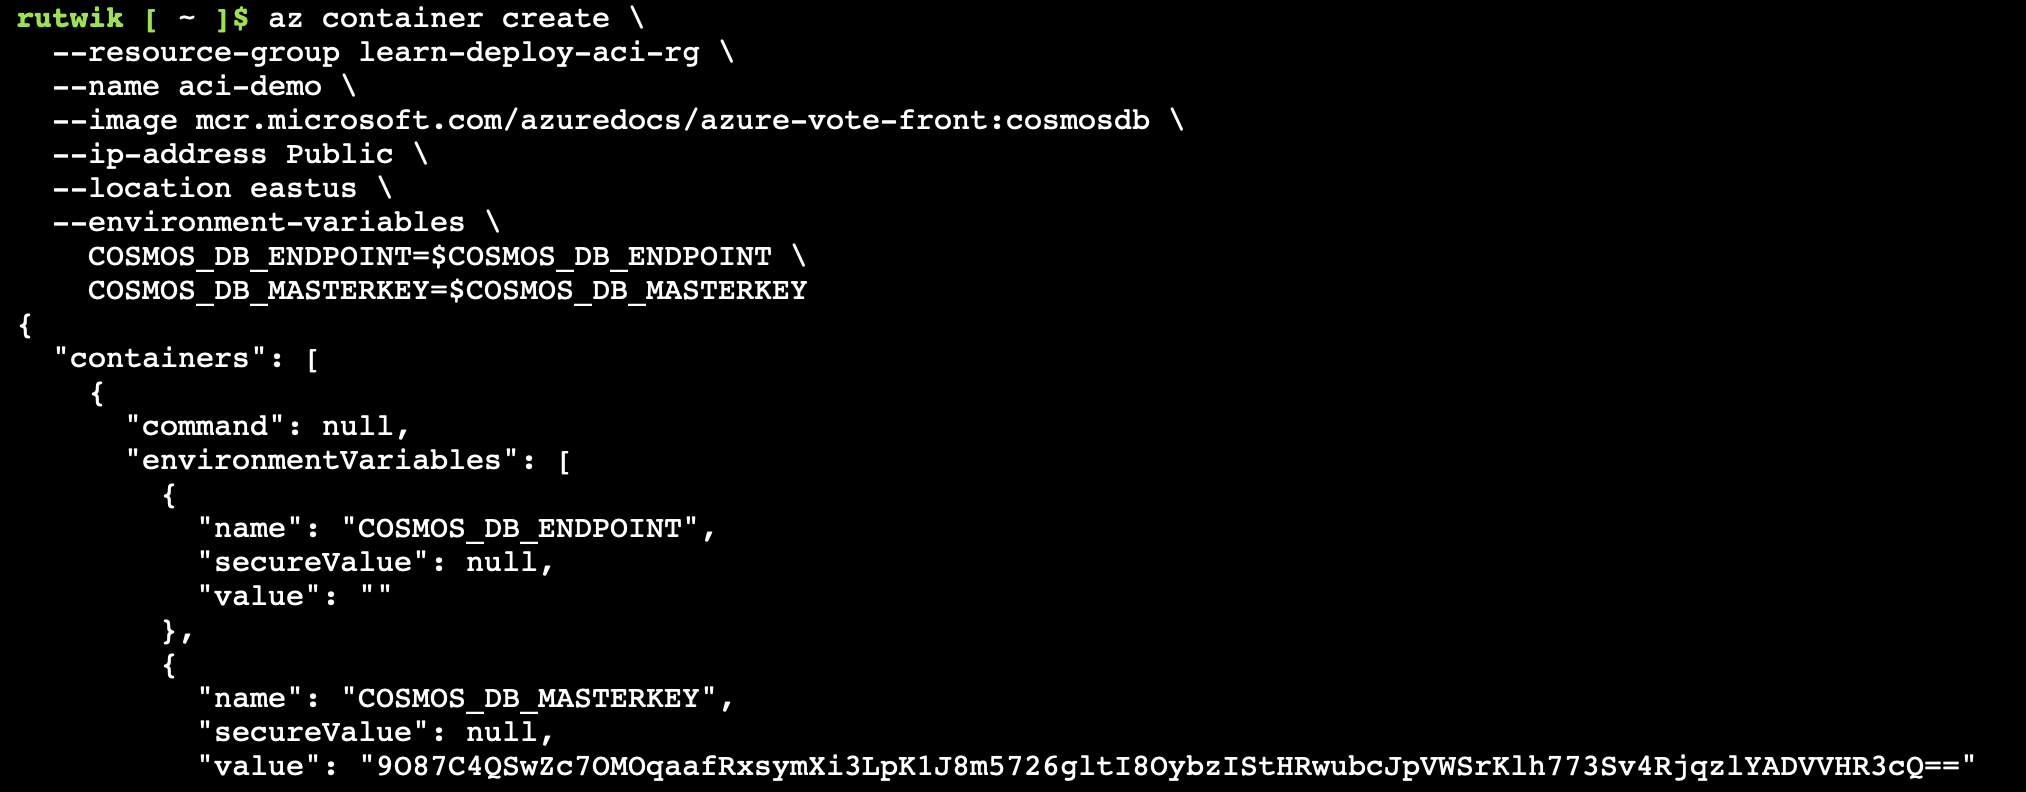 rutwik [ ~ ]$ az container create \
--resource-group learn-deploy-aci-rg \
--name aci-demo \
--image mcr.microsoft.com/azuredocs/azure-vote-front:cosmosdb \
--ip-address Public \
--location eastus \
--environment-variables \
COSMOS_DB_ENDPOINT=$COSMOS_DB_ENDPOINT \
COSMOS_DB_MASTERKEY=$COSMOS_DB_MASTERKEY
{
"containers": [
{
"command": null,
"environmentVariables": [
{
"name": "COSMOS_DB_ENDPOINT",
"secureValue": null,
"value": ""
},
{
"name": "COSMOS_DB_MASTERKEY",
"secureValue": null,
"value": "9O87C4QSwZc7OMOqaafRxsymXi3LpK1J8m5726gltI8OybzIStHRwubcJpVWSrKlh773Sv4RjqzlYADVVHR3cQ=="